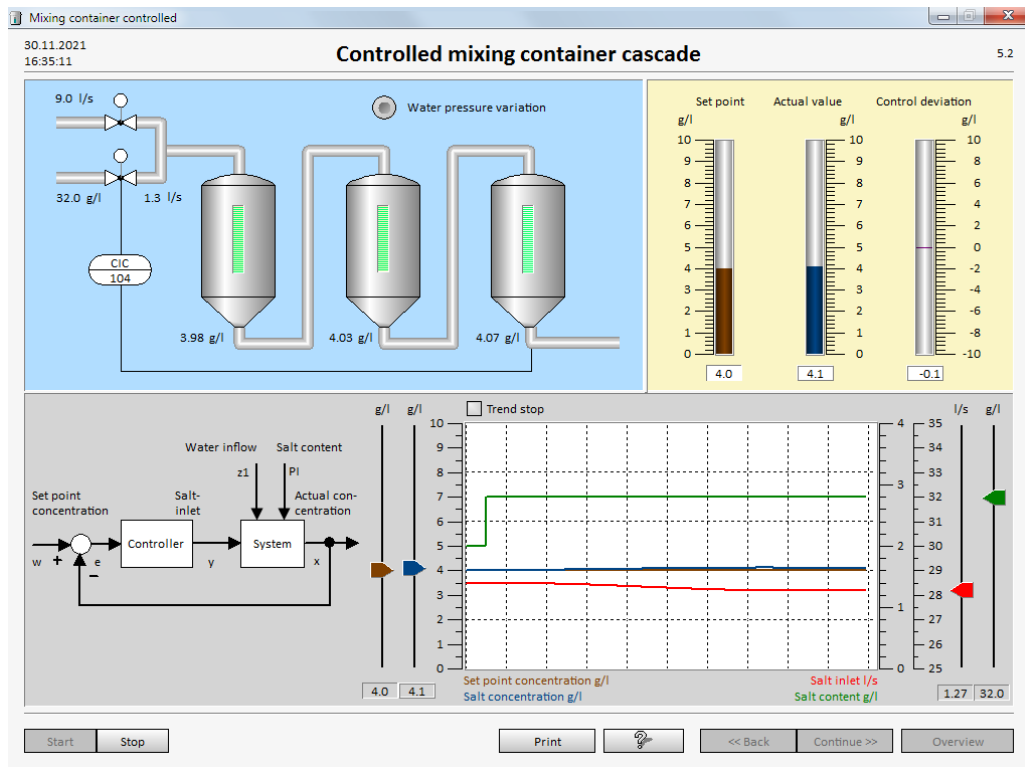 Mixing container controlled
30.11.2021
16:35:11
Controlled mixing container cascade
5.2
9.0 l/s
Water pressure variation
32.0 g/l 1.3 l/s
CIC
104
3.98 g/l 4.03 g/l 4.07 g/l
Set point Actual value Control deviation
g/l g/l g/l
10 10 10
9 9 8
8 8 6
7 7 4
6 6 2
5 5 0
4 4 -2
3 3 -4
2 2 -6
1 1 -8
0 0 -10
4.0 4.1 -0.1
Water inflow Salt content
z1 PI
Set point
concentration
Salt-
inlet
Actual con-
centration
Controller System
w + e y x
−
g/l g/l
Trend stop
l/s g/l
10 4 35
9 34
8 33
7 3 32
6 31
5 2 30
4 29
3 1 28
2 27
1 26
0 0 25
Set point concentration g/l Salt inlet l/s
Salt concentration g/l Salt content g/l
4.0 4.1 1.27 32.0
Start Stop Print ? << Back Continue >> Overview